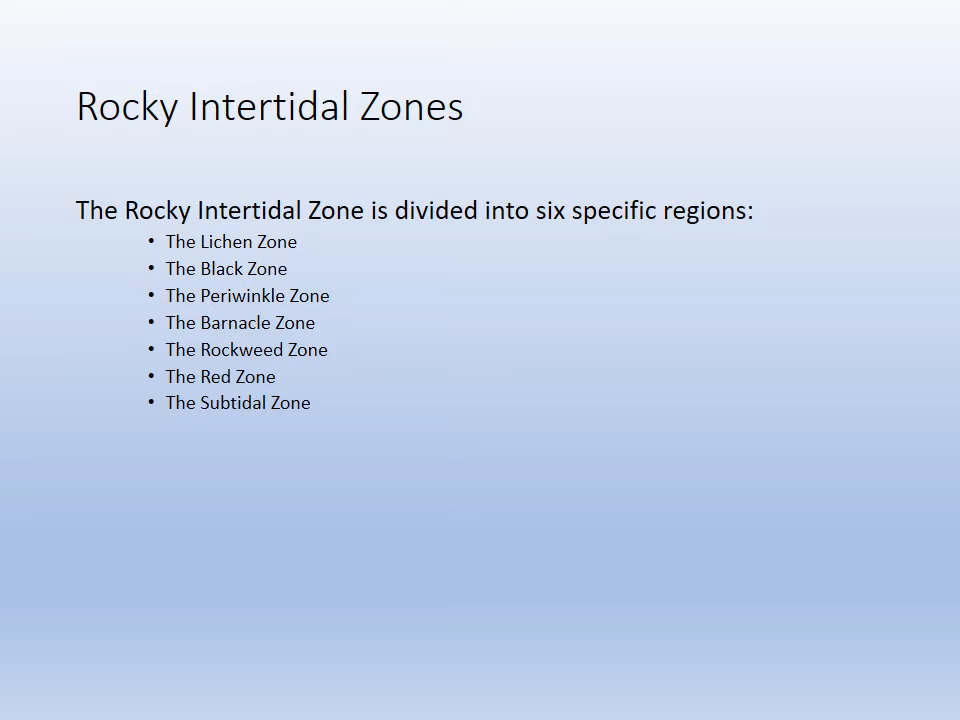 Rocky Intertidal Zones
The Rocky Intertidal Zone is divided into six specific regions:
• The Lichen Zone
• The Black Zone
• The Periwinkle Zone
• The Barnacle Zone
• The Rockweed Zone
• The Red Zone
• The Subtidal Zone